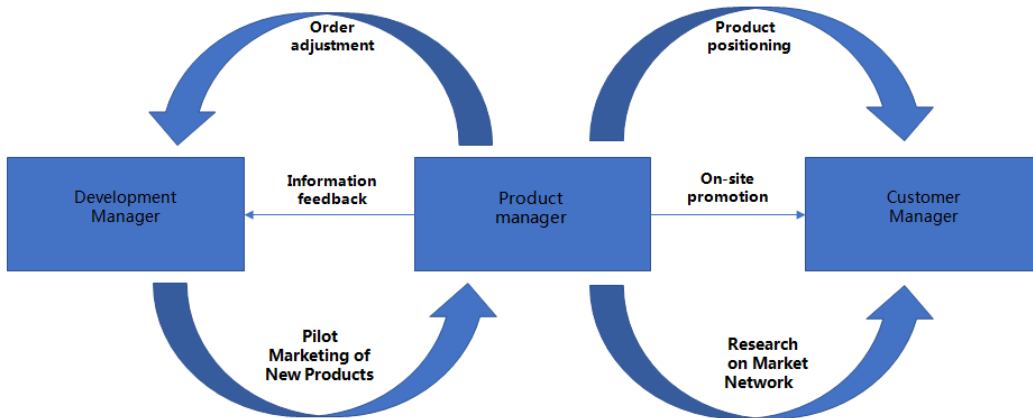 Order
adjustment
Product
positioning
Development
Manager
Information
feedback
Product
manager
On-site
promotion
Customer
Manager
Pilot
Marketing of
New Products
Research
on Market
Network